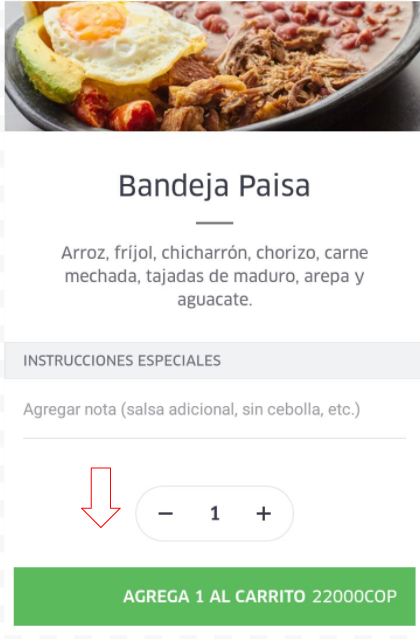 Bandeja Paisa
Arroz, fríjol, chicharrón, chorizo, carne
mechada, tajadas de maduro, arepa y
aguacate.
INSTRUCCIONES ESPECIALES
Agregar nota (salsa adicional, sin cebolla, etc.)
− 1 +
AGREGA 1 AL CARRITO 22000COP